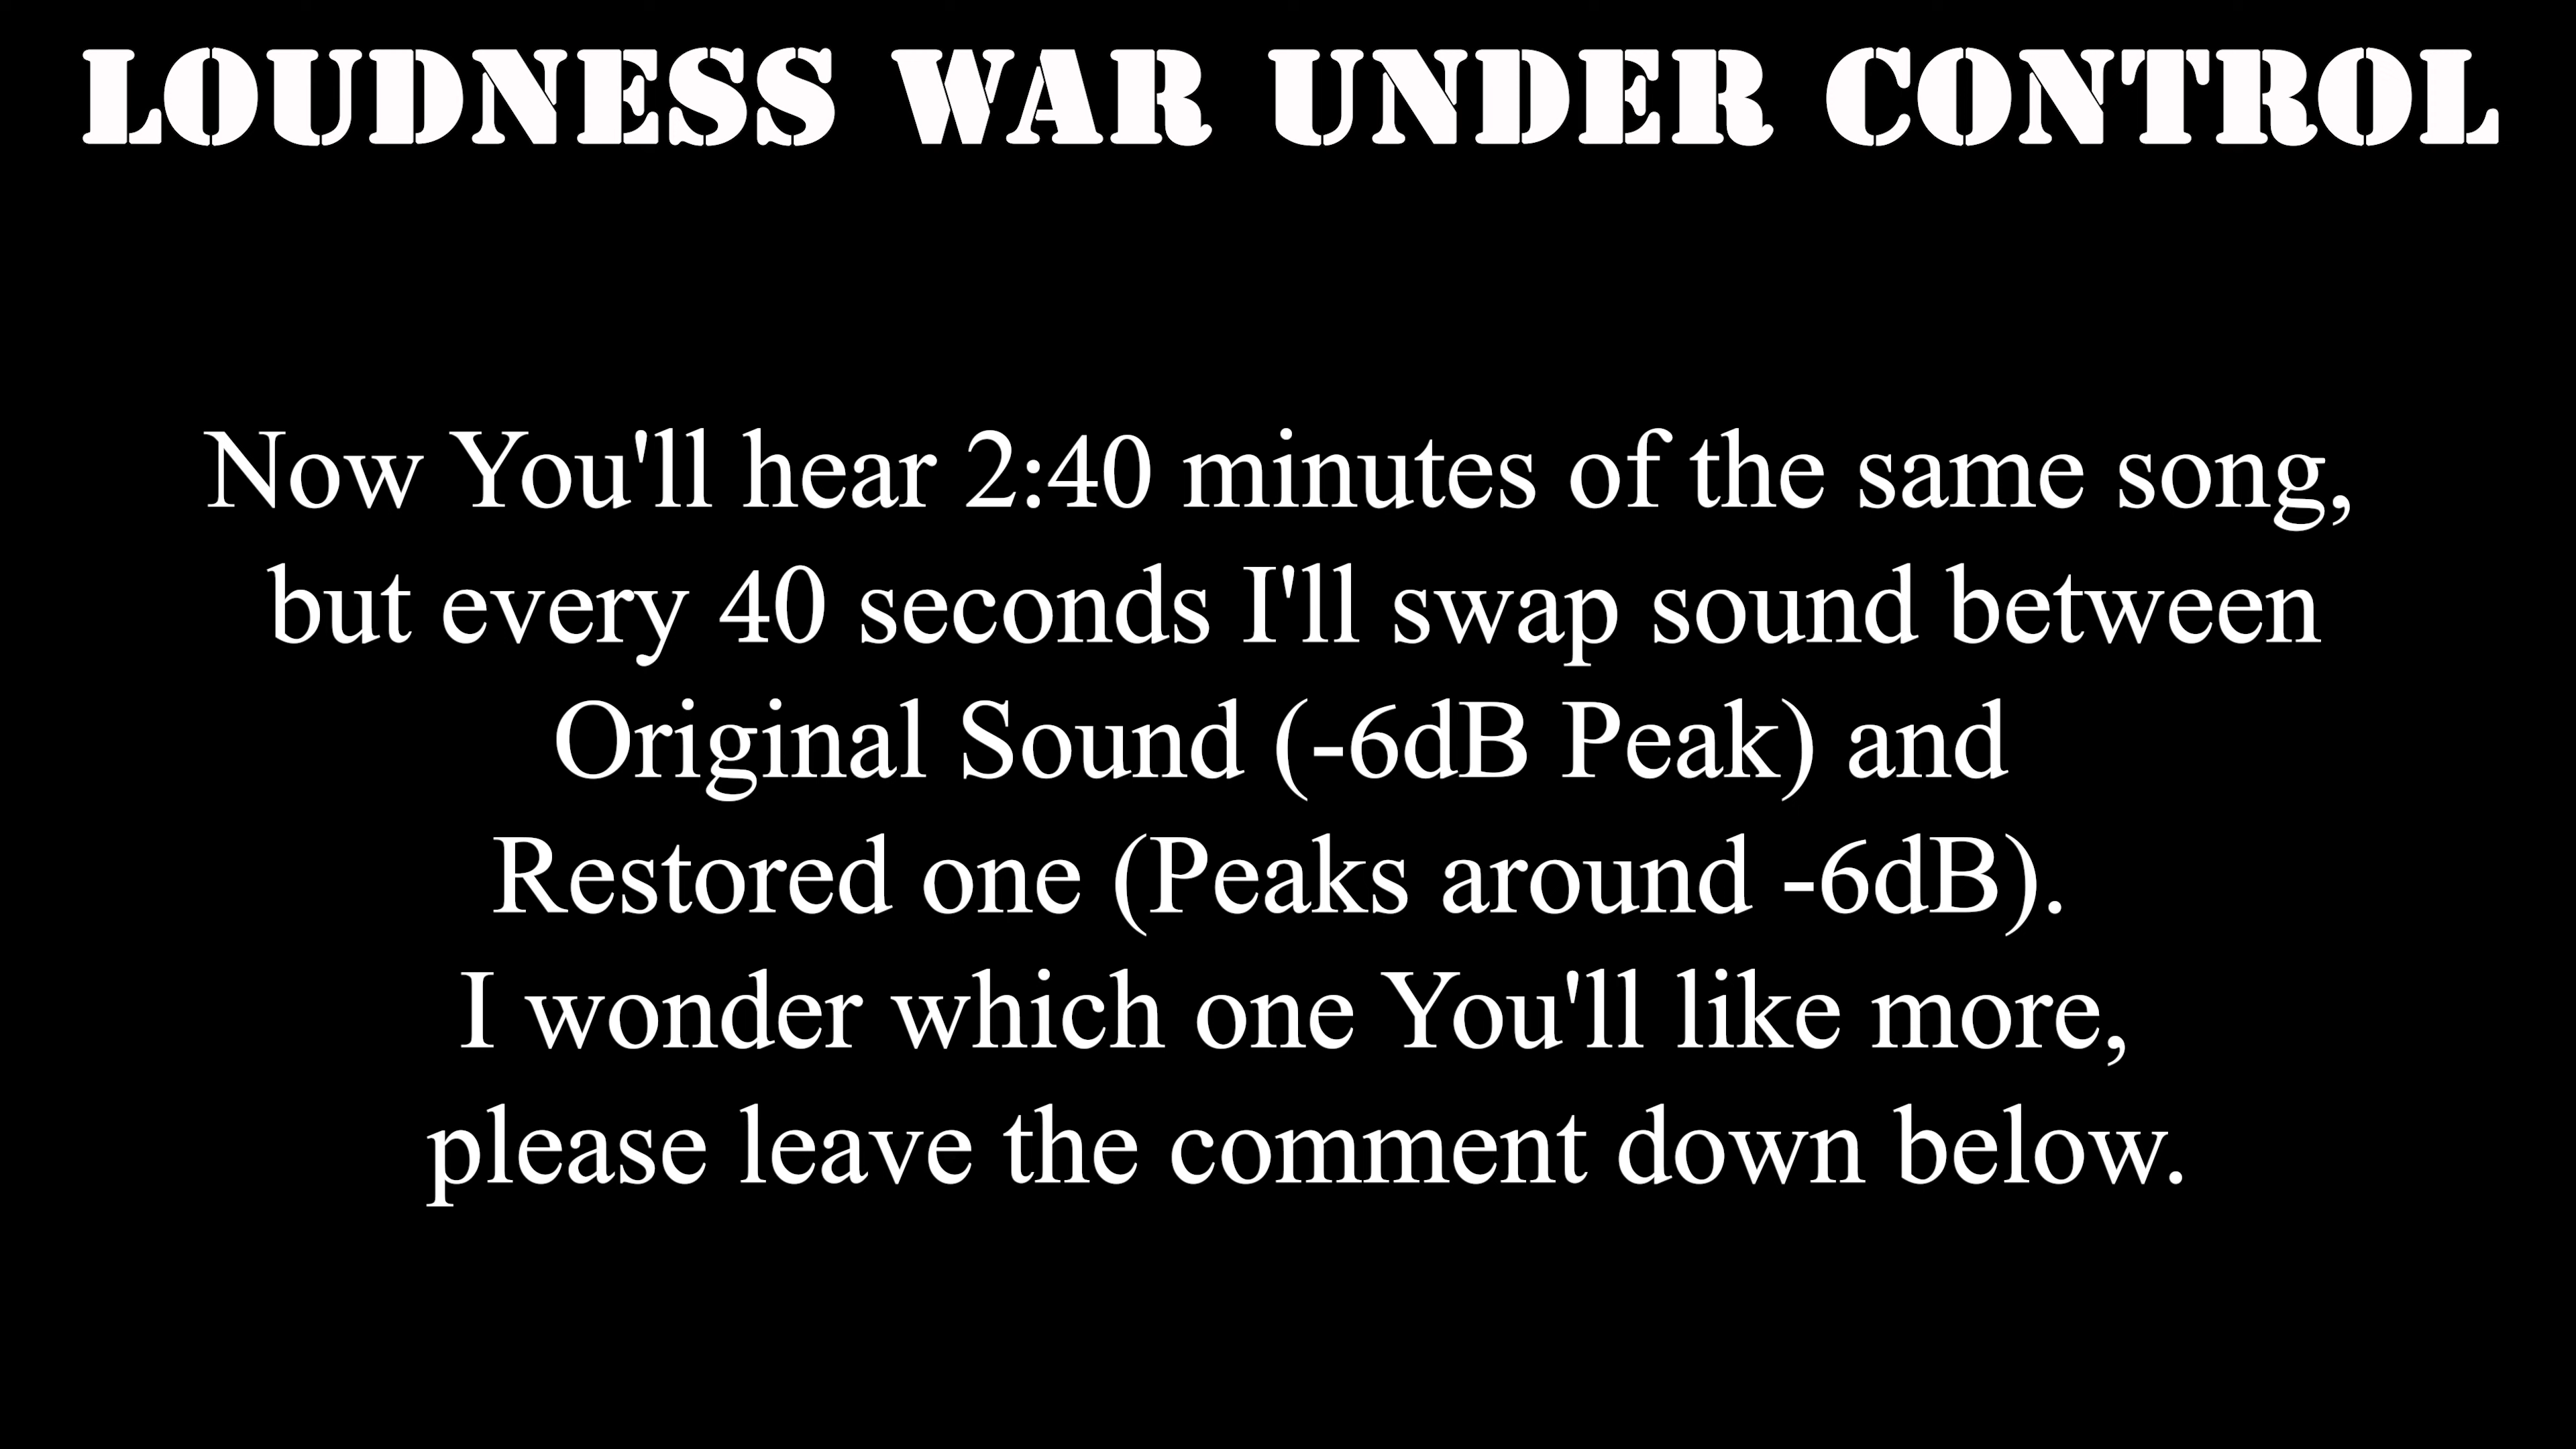 LOUDNESS WAR UNDER CONTROL
Now You'll hear 2:40 minutes of the same song,
but every 40 seconds I'll swap sound between
Original Sound (-6dB Peak) and
Restored one (Peaks around -6dB).
I wonder which one You'll like more,
please leave the comment down below.